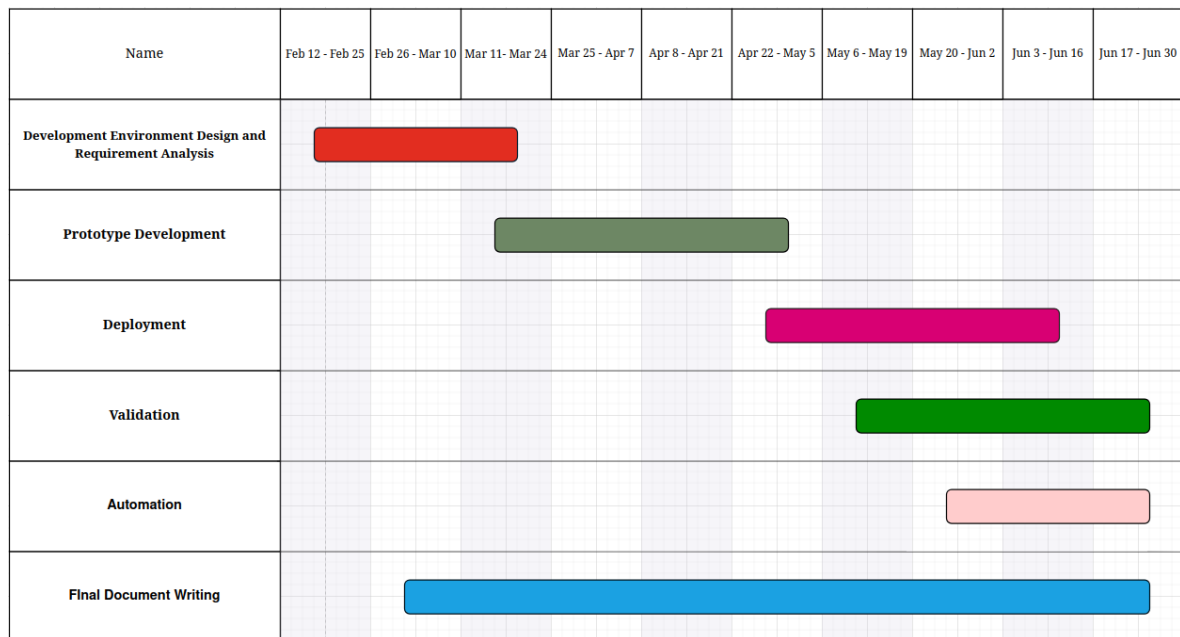 Name
Feb 12 - Feb 25
Feb 26 - Mar 10
Mar 11- Mar 24
Mar 25 - Apr 7
Apr 8 - Apr 21
Apr 22 - May 5
May 6 - May 19
May 20 - Jun 2
Jun 3 - Jun 16
Jun 17 - Jun 30
Development Environment Design and
Requirement Analysis
Prototype Development
Deployment
Validation
Automation
FInal Document Writing